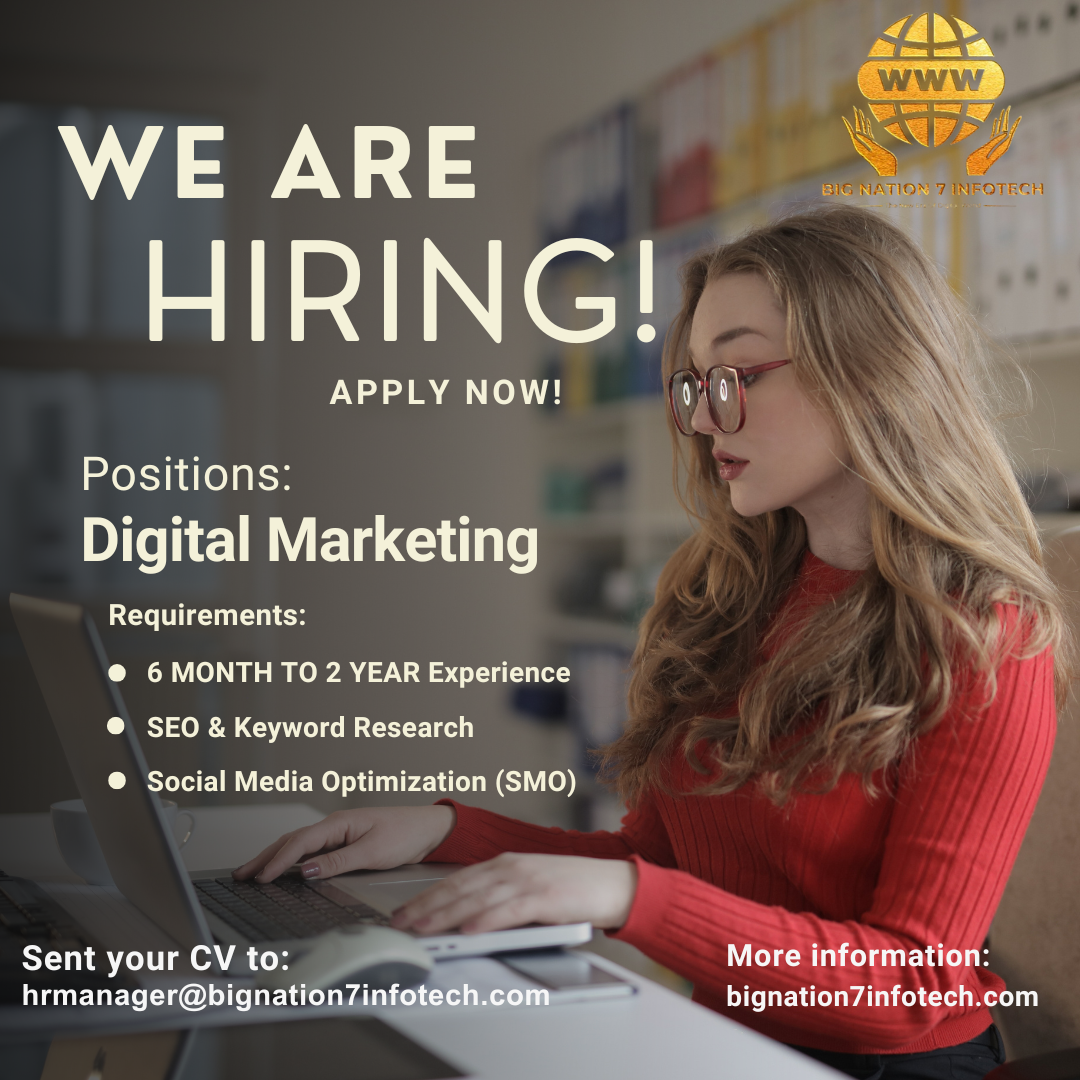 WWW
BIG NATION 7 INFOTECH
WE ARE
HIRING!
APPLY NOW!
Positions:
Digital Marketing
Requirements:
6 MONTH TO 2 YEAR Experience
SEO & Keyword Research
Social Media Optimization (SMO)
Sent your CV to:
hrmanager@bignation7infotech.com
More information:
bignation7infotech.com